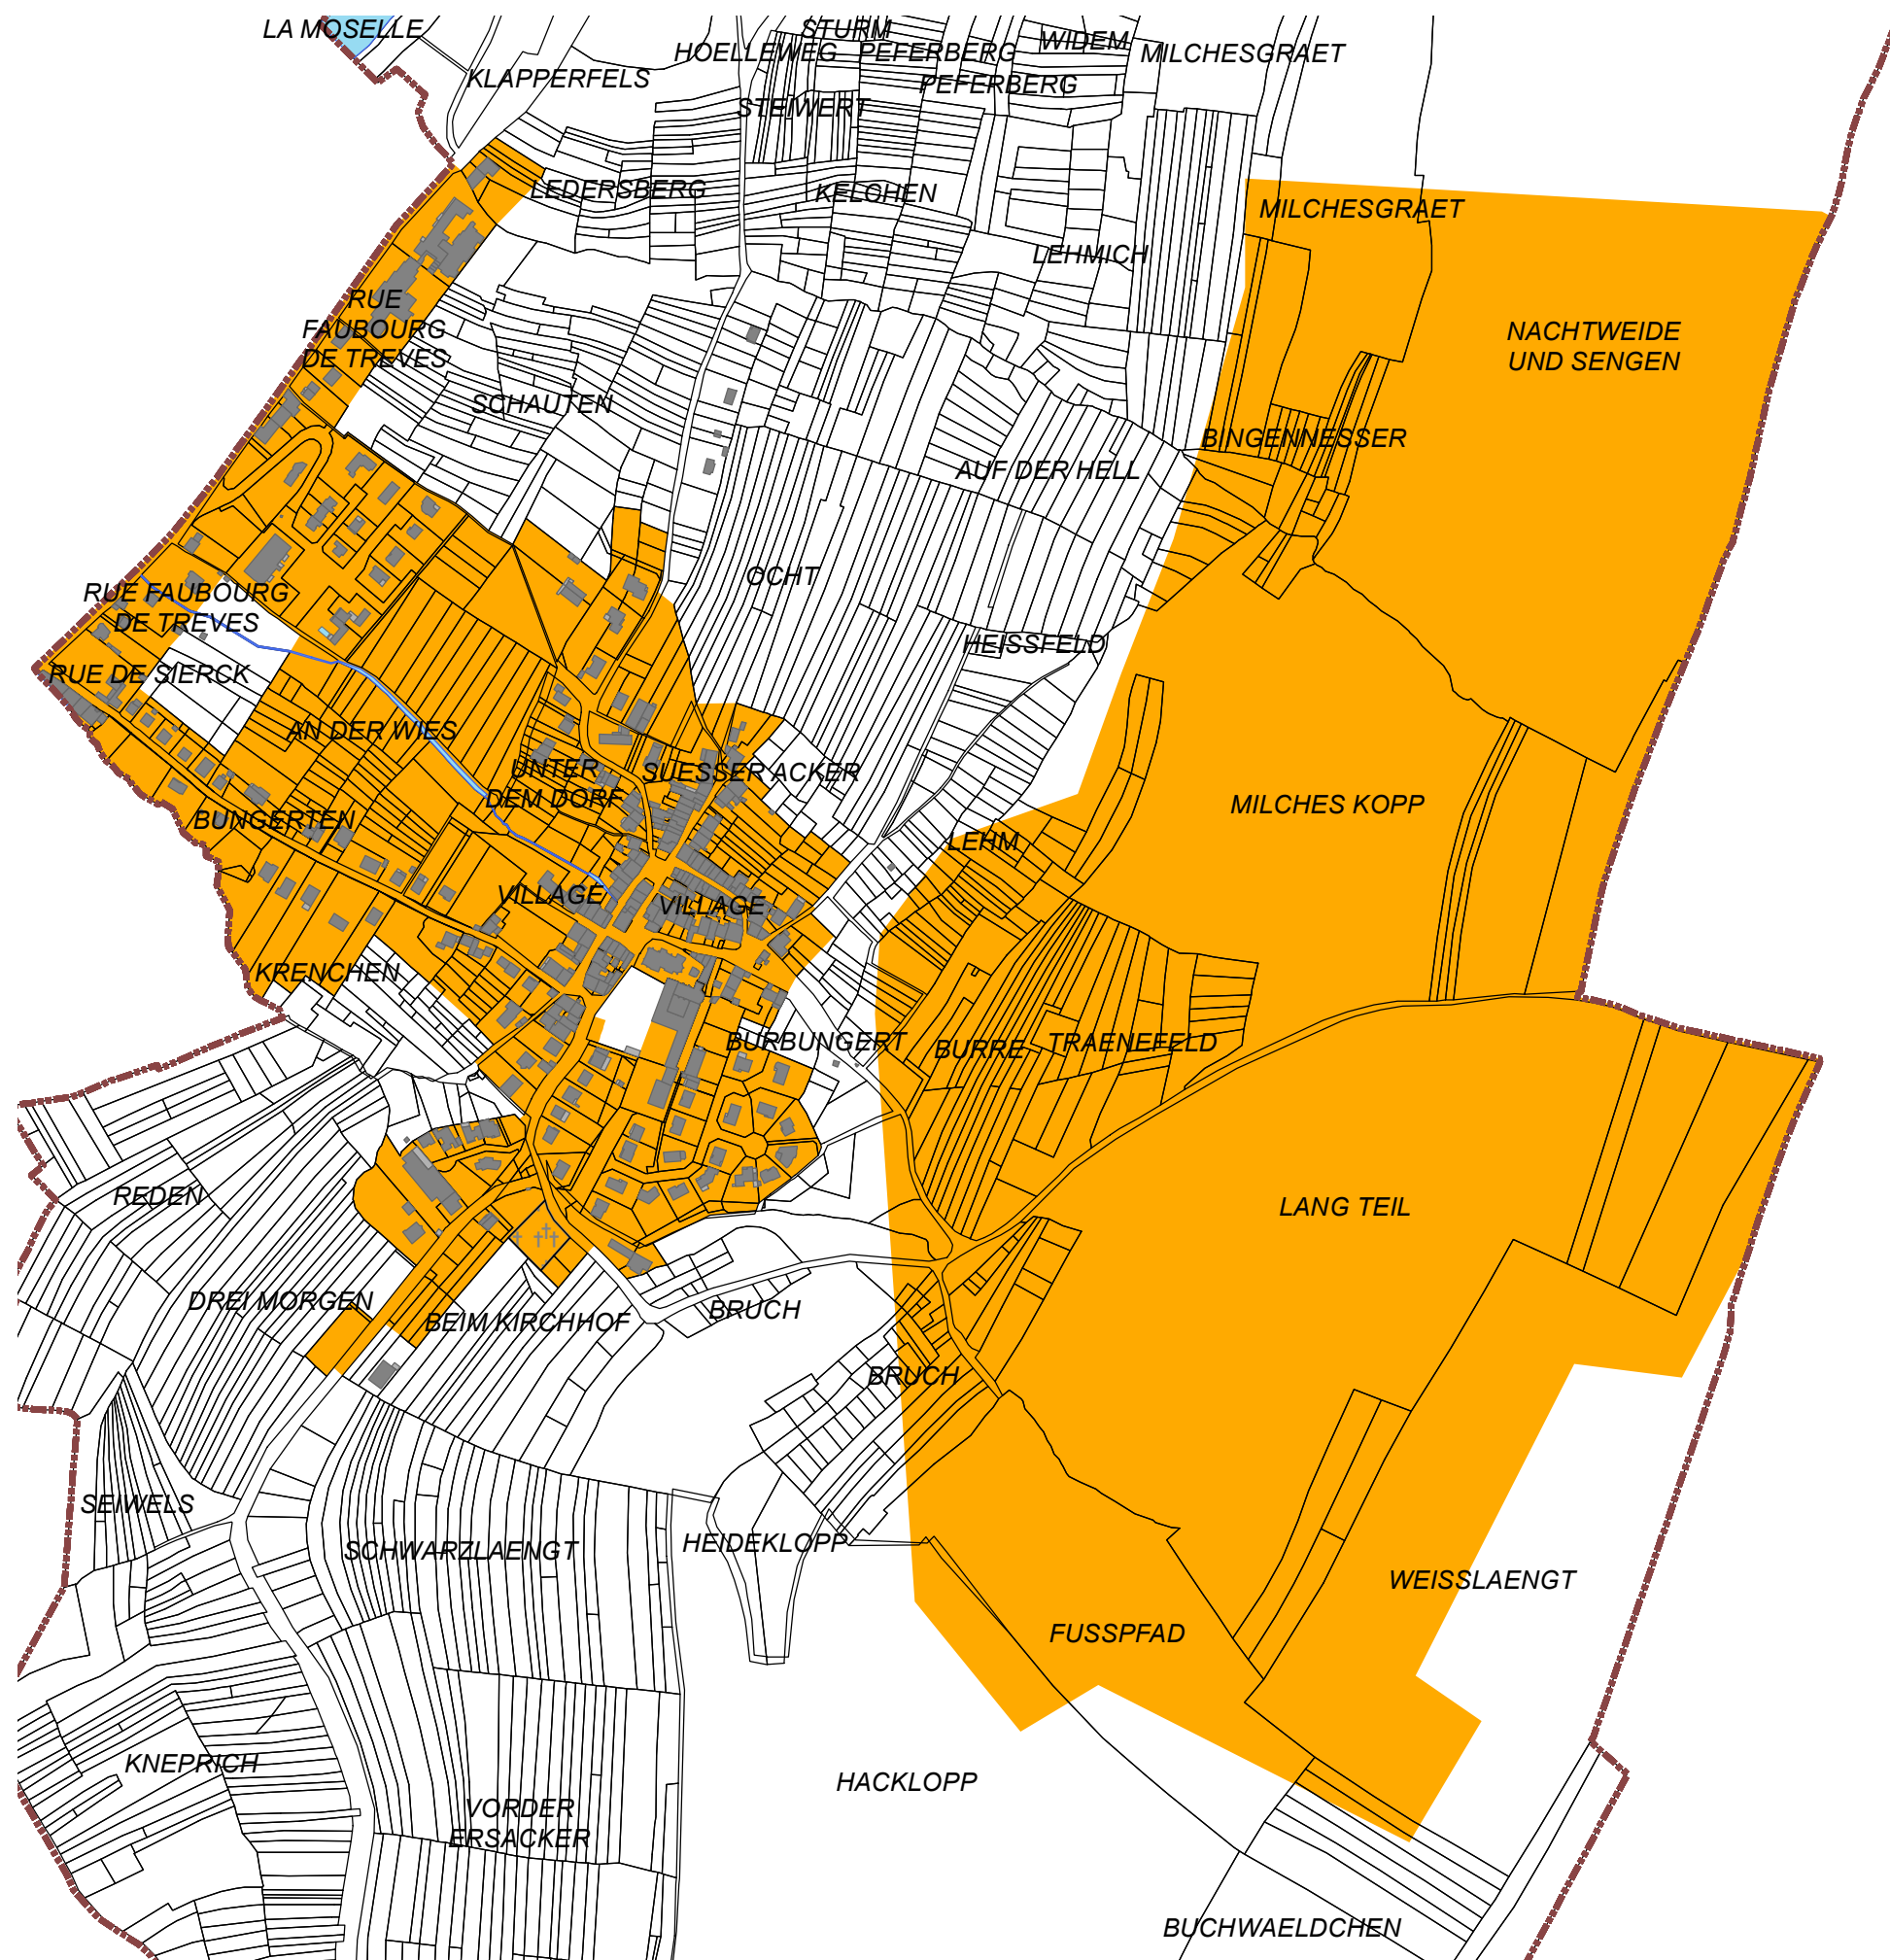 LA MOSELLE
STURM
HOELLEWEG
PEFERBERG
WIDEM
MILCHESGRAET
KLAPPERFELS
PEFERBERG
STEIWERT
LEDERSBERG
KELCHEN
MILCHESGRAET
LEHMICH
RUE
FAUBOURG
DE TREVES
NACHTWEIDE
UND SENGEN
SCHAUTEN
BINGENNESSER
AUF DER HELL
OCHT
RUE FAUBOURG
DE TREVES
HEISSFELD
RUE DE SIERCK
AN DER WIES
UNTER
DEM DORF
SUESSER ACKER
MILCHES KOPP
BUNGERTEN
LEHM
VILLAGE
VILLAGE
KRENCHEN
BURBUNGERT
BURRE
TRAENEFELD
REDEN
LANG TEIL
DREI MORGEN
BEIM KIRCHHOF
BRUCH
BRUCH
SEIWELS
SCHWARZLAENGT
HEIDEKLOPP
WEISSLAENGT
FUSSPFAD
KNEPRICH
HACKLOPP
VORDER
ERSACKER
BUCHWAELDCHEN